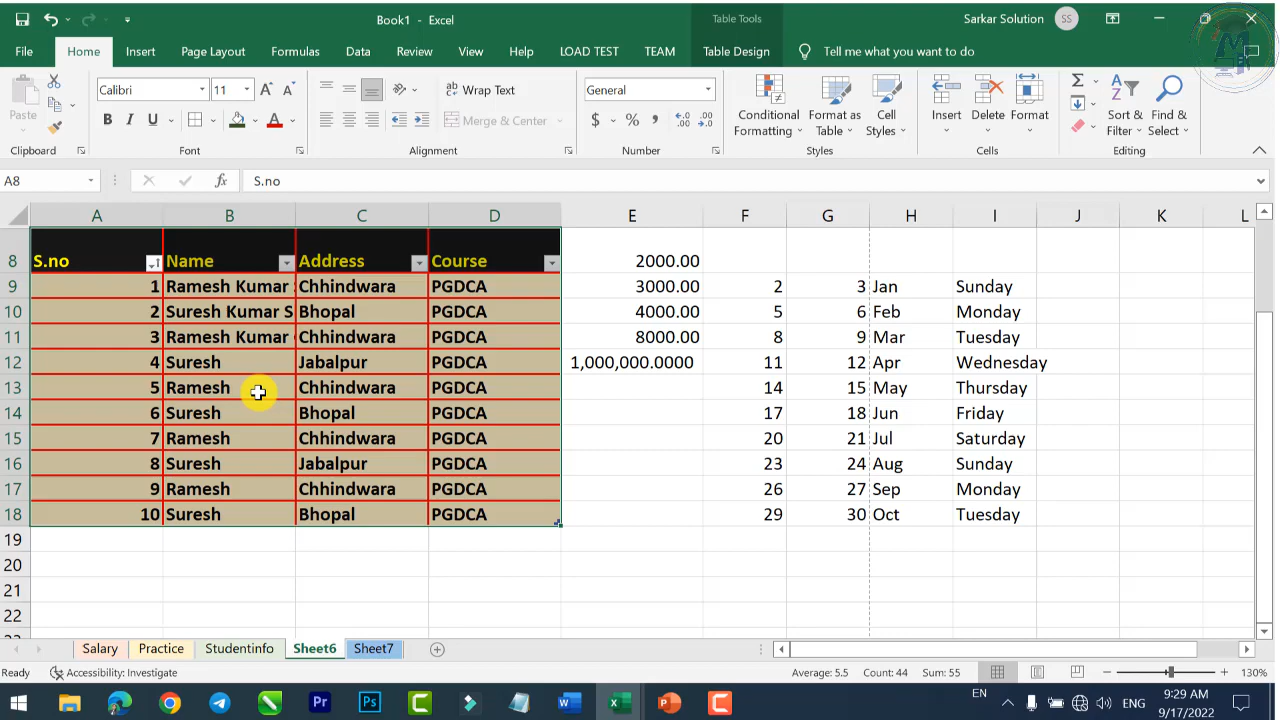 Book1 - Excel
Table Tools
Sarkar Solution
SS
File Home Insert Page Layout Formulas Data Review View Help LOAD TEST TEAM Table Design Tell me what you want to do
Paste
Calibri 11
Wrap Text
General
Merge & Center
Conditional Formatting
Format as Table
Cell Styles
Insert Delete Format
Sort & Filter
Find & Select
Clipboard Font Alignment Number Styles Cells Editing
A8 fx S.no
A B C D E F G H I J K L
8 S.no Name Address Course 2000.00
9 1 Ramesh Kumar Chhindwara PGDCA 3000.00 2 3 Jan Sunday
10 2 Suresh Kumar S Bhopal PGDCA 4000.00 5 6 Feb Monday
11 3 Ramesh Kumar Chhindwara PGDCA 8000.00 8 9 Mar Tuesday
12 4 Suresh Jabalpur PGDCA 1,000,000.0000 11 12 Apr Wednesday
13 5 Ramesh Chhindwara PGDCA 14 15 May Thursday
14 6 Suresh Bhopal PGDCA 17 18 Jun Friday
15 7 Ramesh Chhindwara PGDCA 20 21 Jul Saturday
16 8 Suresh Jabalpur PGDCA 23 24 Aug Sunday
17 9 Ramesh Chhindwara PGDCA 26 27 Sep Monday
18 10 Suresh Bhopal PGDCA 29 30 Oct Tuesday
19
20
21
22
Salary Practice Studentinfo Sheet6 Sheet7
Ready Accessibility: Investigate Average: 5.5 Count: 44 Sum: 55 130%
EN ENG 9:29 AM
9/17/2022